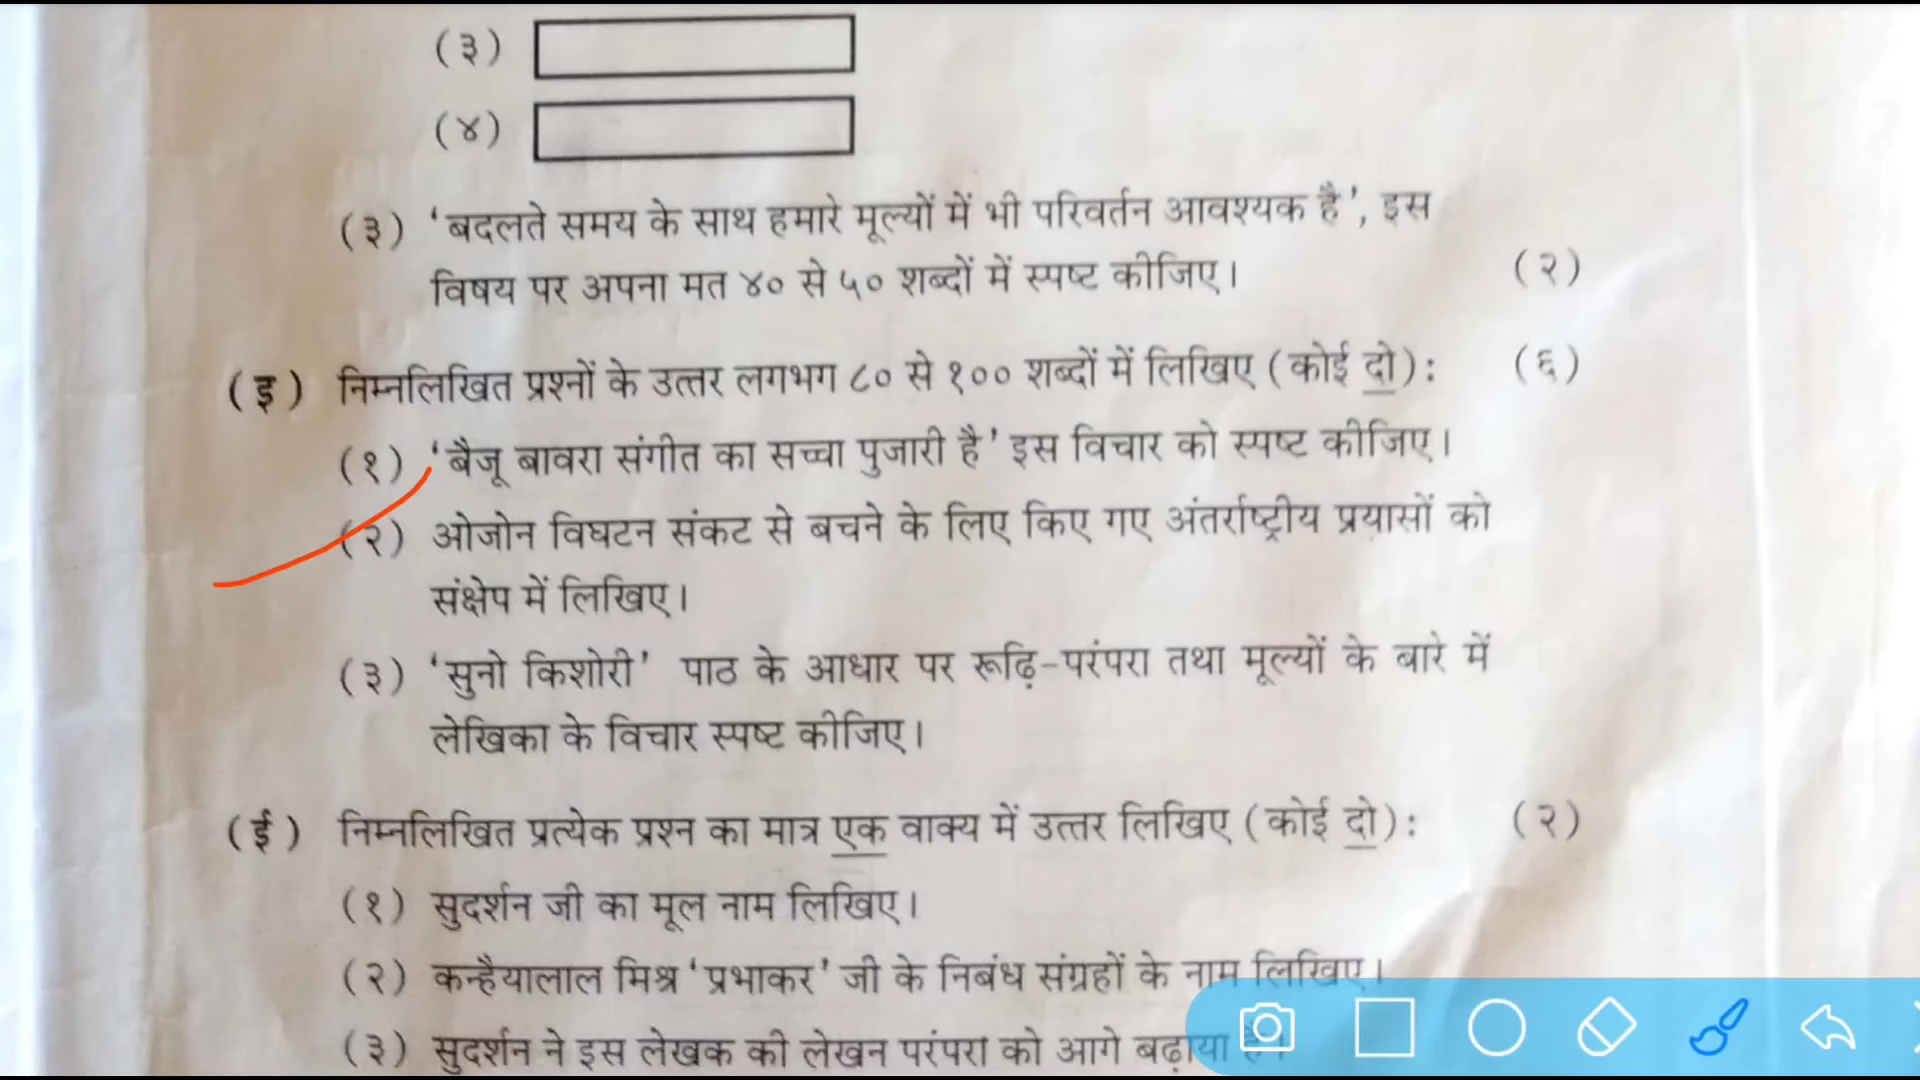 (३)
(४)
(३) 'बदलते समय के साथ हमारे मूल्यों में भी परिवर्तन आवश्यक है', इस
विषय पर अपना मत ४० से ५० शब्दों में स्पष्ट कीजिए। (२)
(इ) निम्नलिखित प्रश्नों के उत्तर लगभग ८० से १०० शब्दों में लिखिए (कोई दो): (६)
(१) 'बैजू बावरा संगीत का सच्चा पुजारी है' इस विचार को स्पष्ट कीजिए।
(२) ओजोन विघटन संकट से बचने के लिए किए गए अंतर्राष्ट्रीय प्रयासों को
संक्षेप में लिखिए।
(३) 'सुनो किशोरी' पाठ के आधार पर रूढ़ि-परंपरा तथा मूल्यों के बारे में
लेखिका के विचार स्पष्ट कीजिए।
(ई) निम्नलिखित प्रत्येक प्रश्न का मात्र एक वाक्य में उत्तर लिखिए (कोई दो): (२)
(१) सुदर्शन जी का मूल नाम लिखिए।
(२) कन्हैयालाल मिश्र 'प्रभाकर' जी के निबंध संग्रहों के नाम लिखिए।
(३) सुदर्शन ने इस लेखक की लेखन परंपरा को आगे बढ़ाया है।